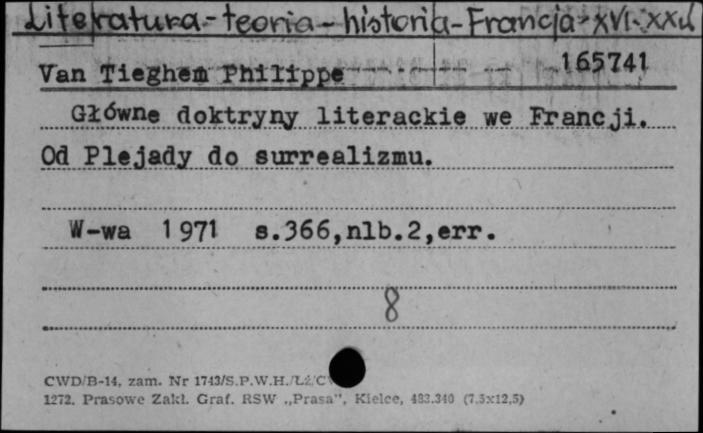 Literatura-teoria-historia-Francja-XVI-XXw
165741
Van Tieghem Philippe
Główne doktryny literackie we Francji.
Od Plejady do surrealizmu.
W-wa 1971 s.366,nlb.2,err.
8
CWD/B-14, zam. Nr 1743/S.P.W.H./LZ/C
1272. Prasowe Zakł. Graf. RSW „Prasa", Kielce, 483.340 (7,5x12,5)